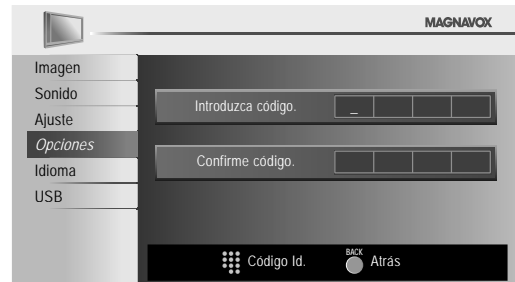 MAGNAVOX
Imagen
Sonido
Ajuste
Opciones
Idioma
USB
Introduzca código. _
Confirme código.
Código Id.
BACK Atrás